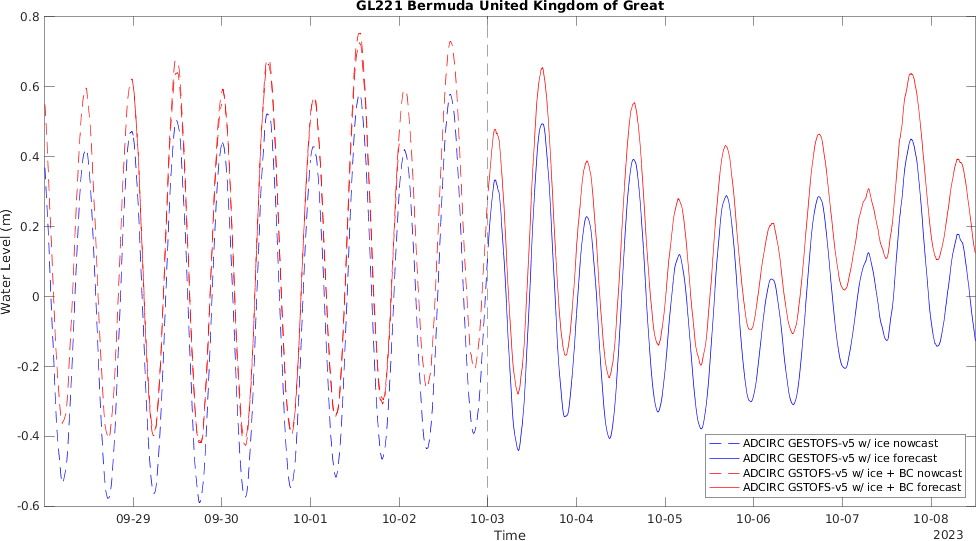 GL221 Bermuda United Kingdom of Great
0.8
0.6
0.4
0.2
0
-0.2
-0.4
-0.6
Water Level (m)
09-29 09-30 10-01 10-02 10-03 10-04 10-05 10-06 10-07 10-08
Time
2023
ADCIRC GESTOFS-v5 w/ ice nowcast
ADCIRC GESTOFS-v5 w/ ice forecast
ADCIRC GSTOFS-v5 w/ ice + BC nowcast
ADCIRC GSTOFS-v5 w/ ice + BC forecast